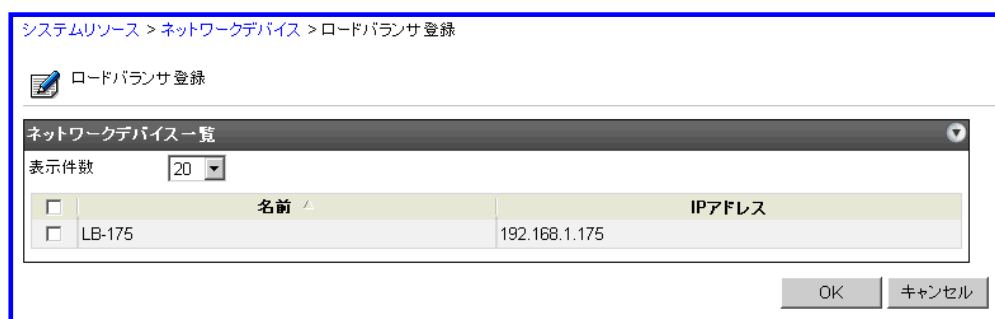 システムリソース > ネットワークデバイス > ロードバランサ登録
ロードバランサ登録
ネットワークデバイス一覧
表示件数 20
名前 IPアドレス
LB-175 192.168.1.175
OK キャンセル